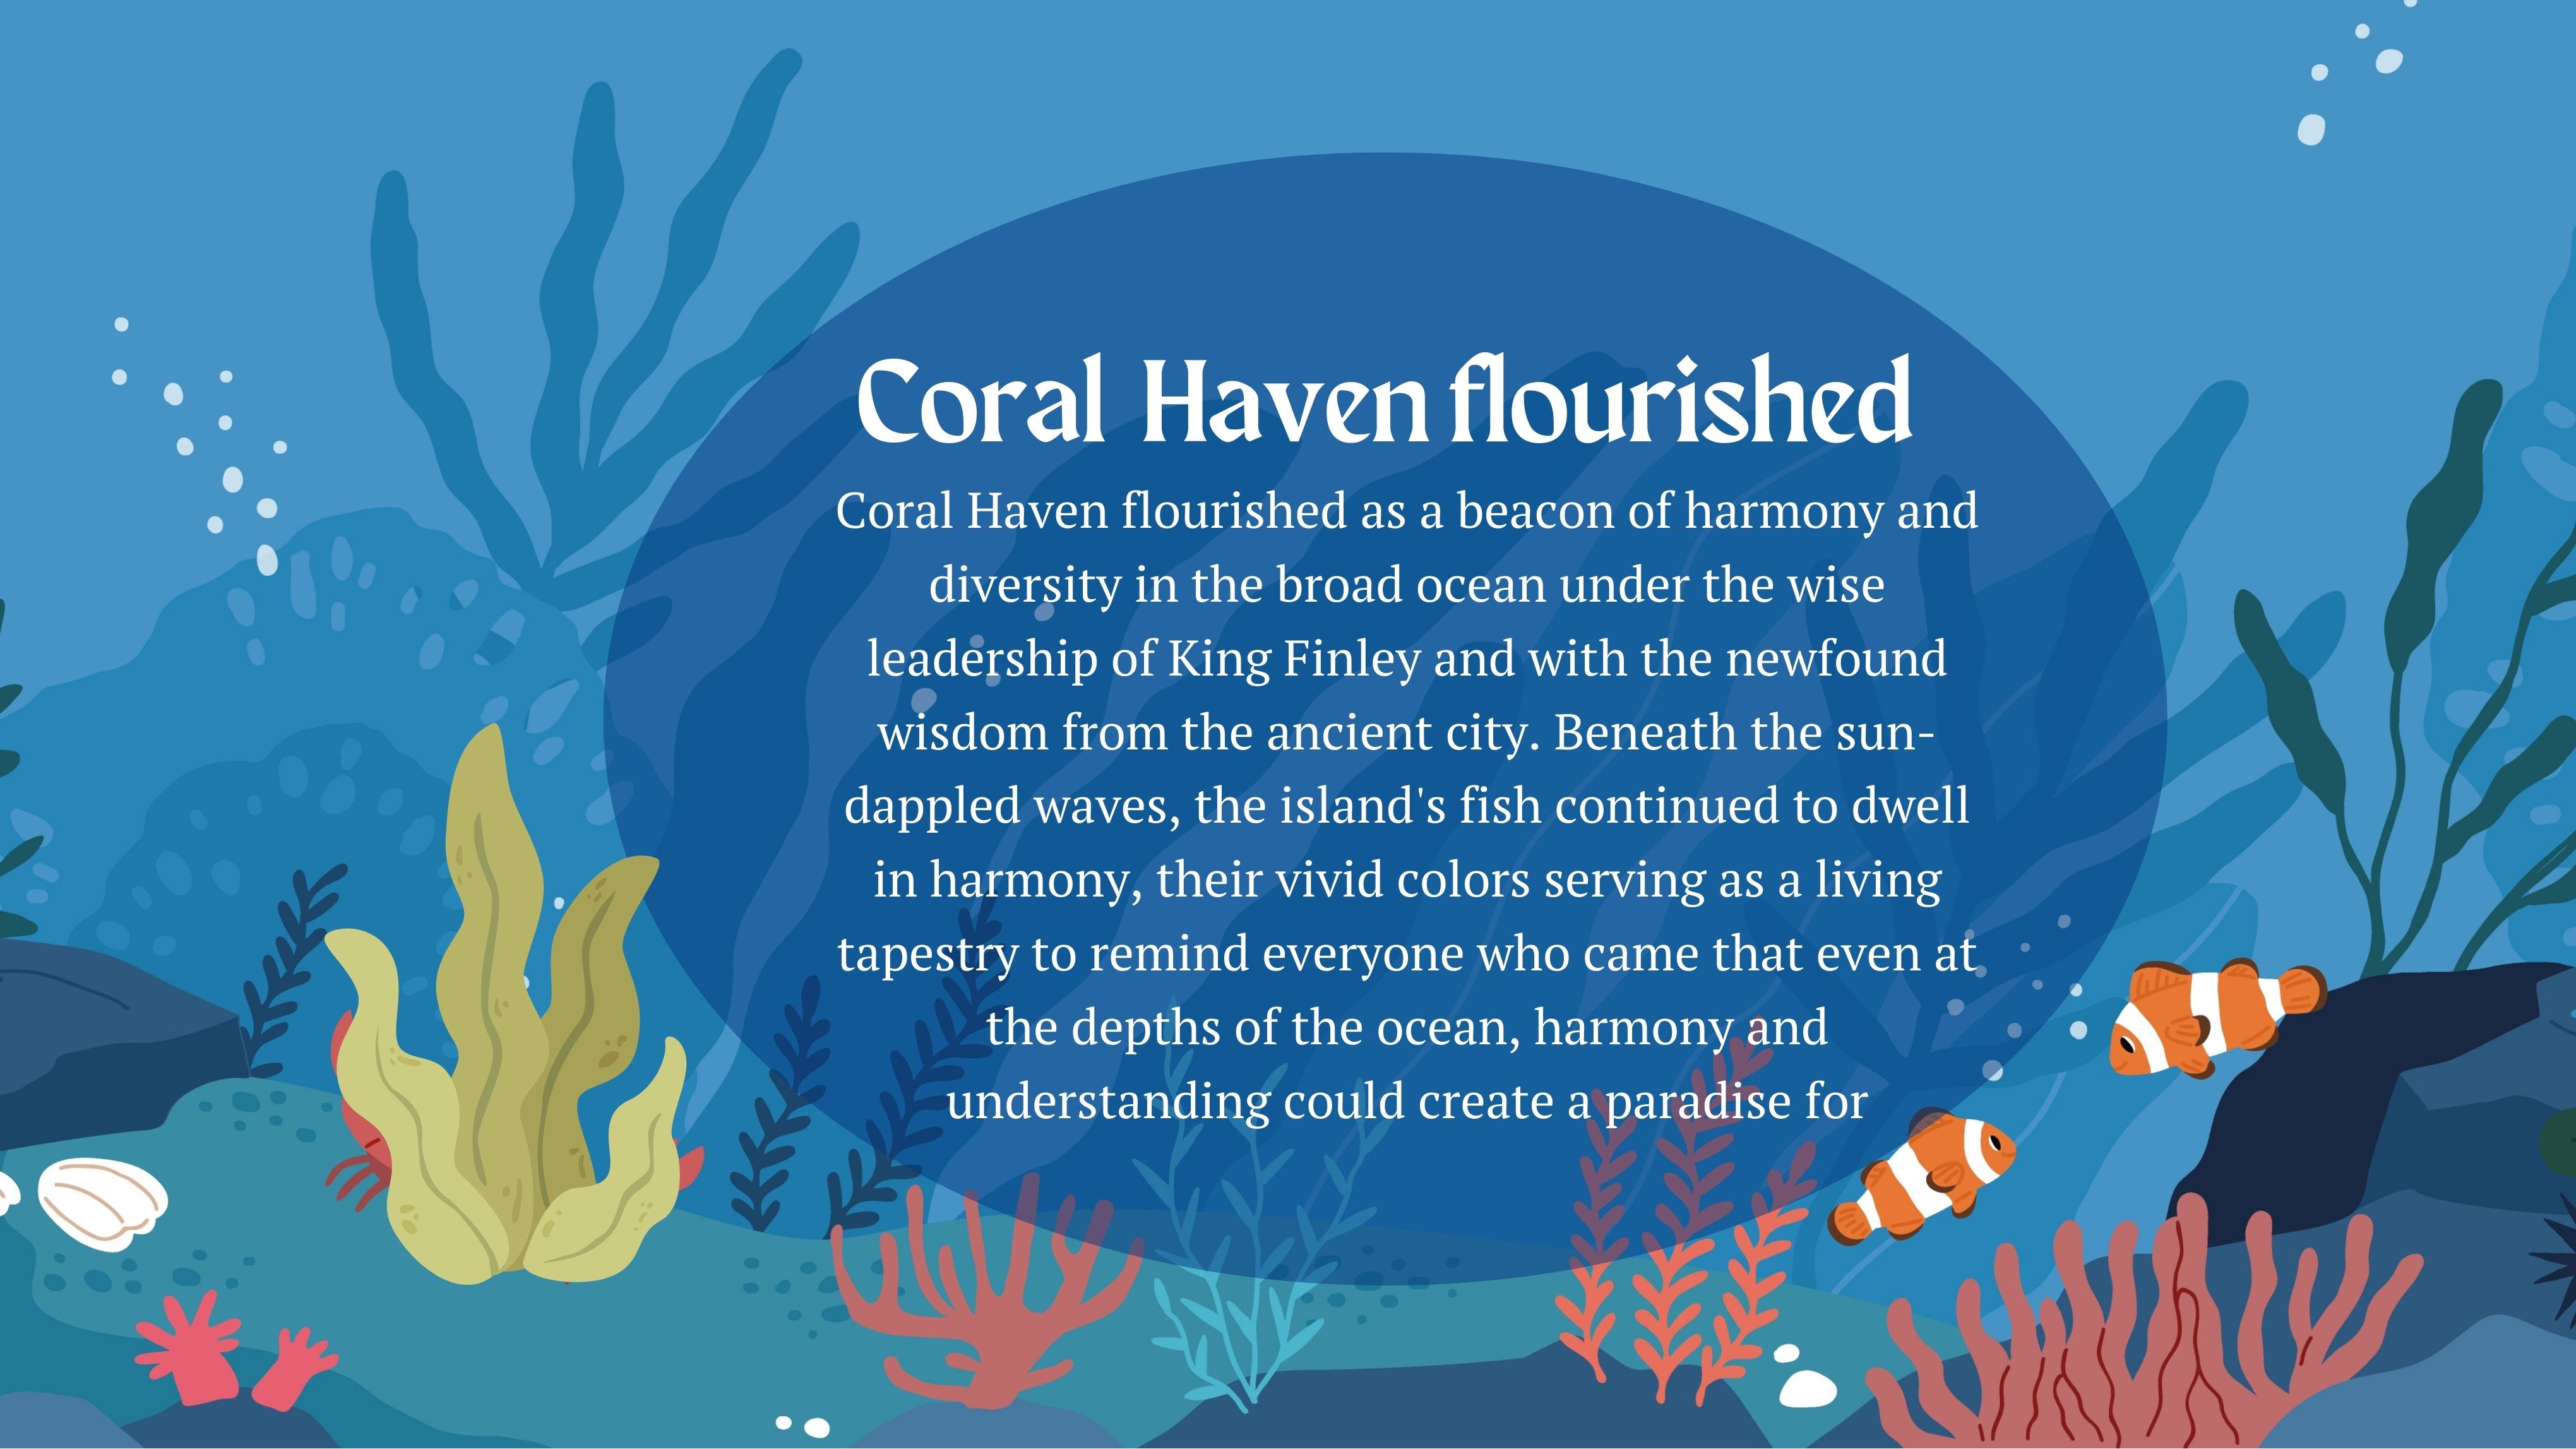 Coral Haven flourished
Coral Haven flourished as a beacon of harmony and
diversity in the broad ocean under the wise
leadership of King Finley and with the newfound
wisdom from the ancient city. Beneath the sun-
dappled waves, the island's fish continued to dwell
in harmony, their vivid colors serving as a living
tapestry to remind everyone who came that even at
the depths of the ocean, harmony and
understanding could create a paradise for